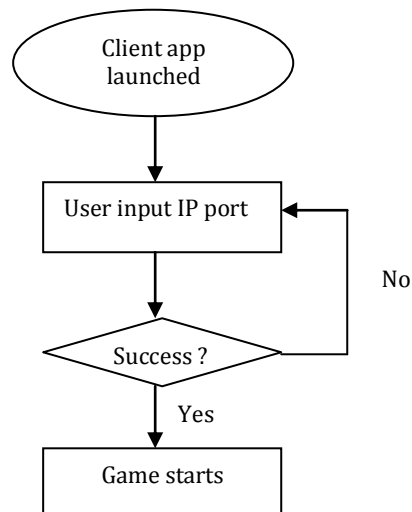 Client app
launched
User input IP port
No
Success ?
Yes
Game starts